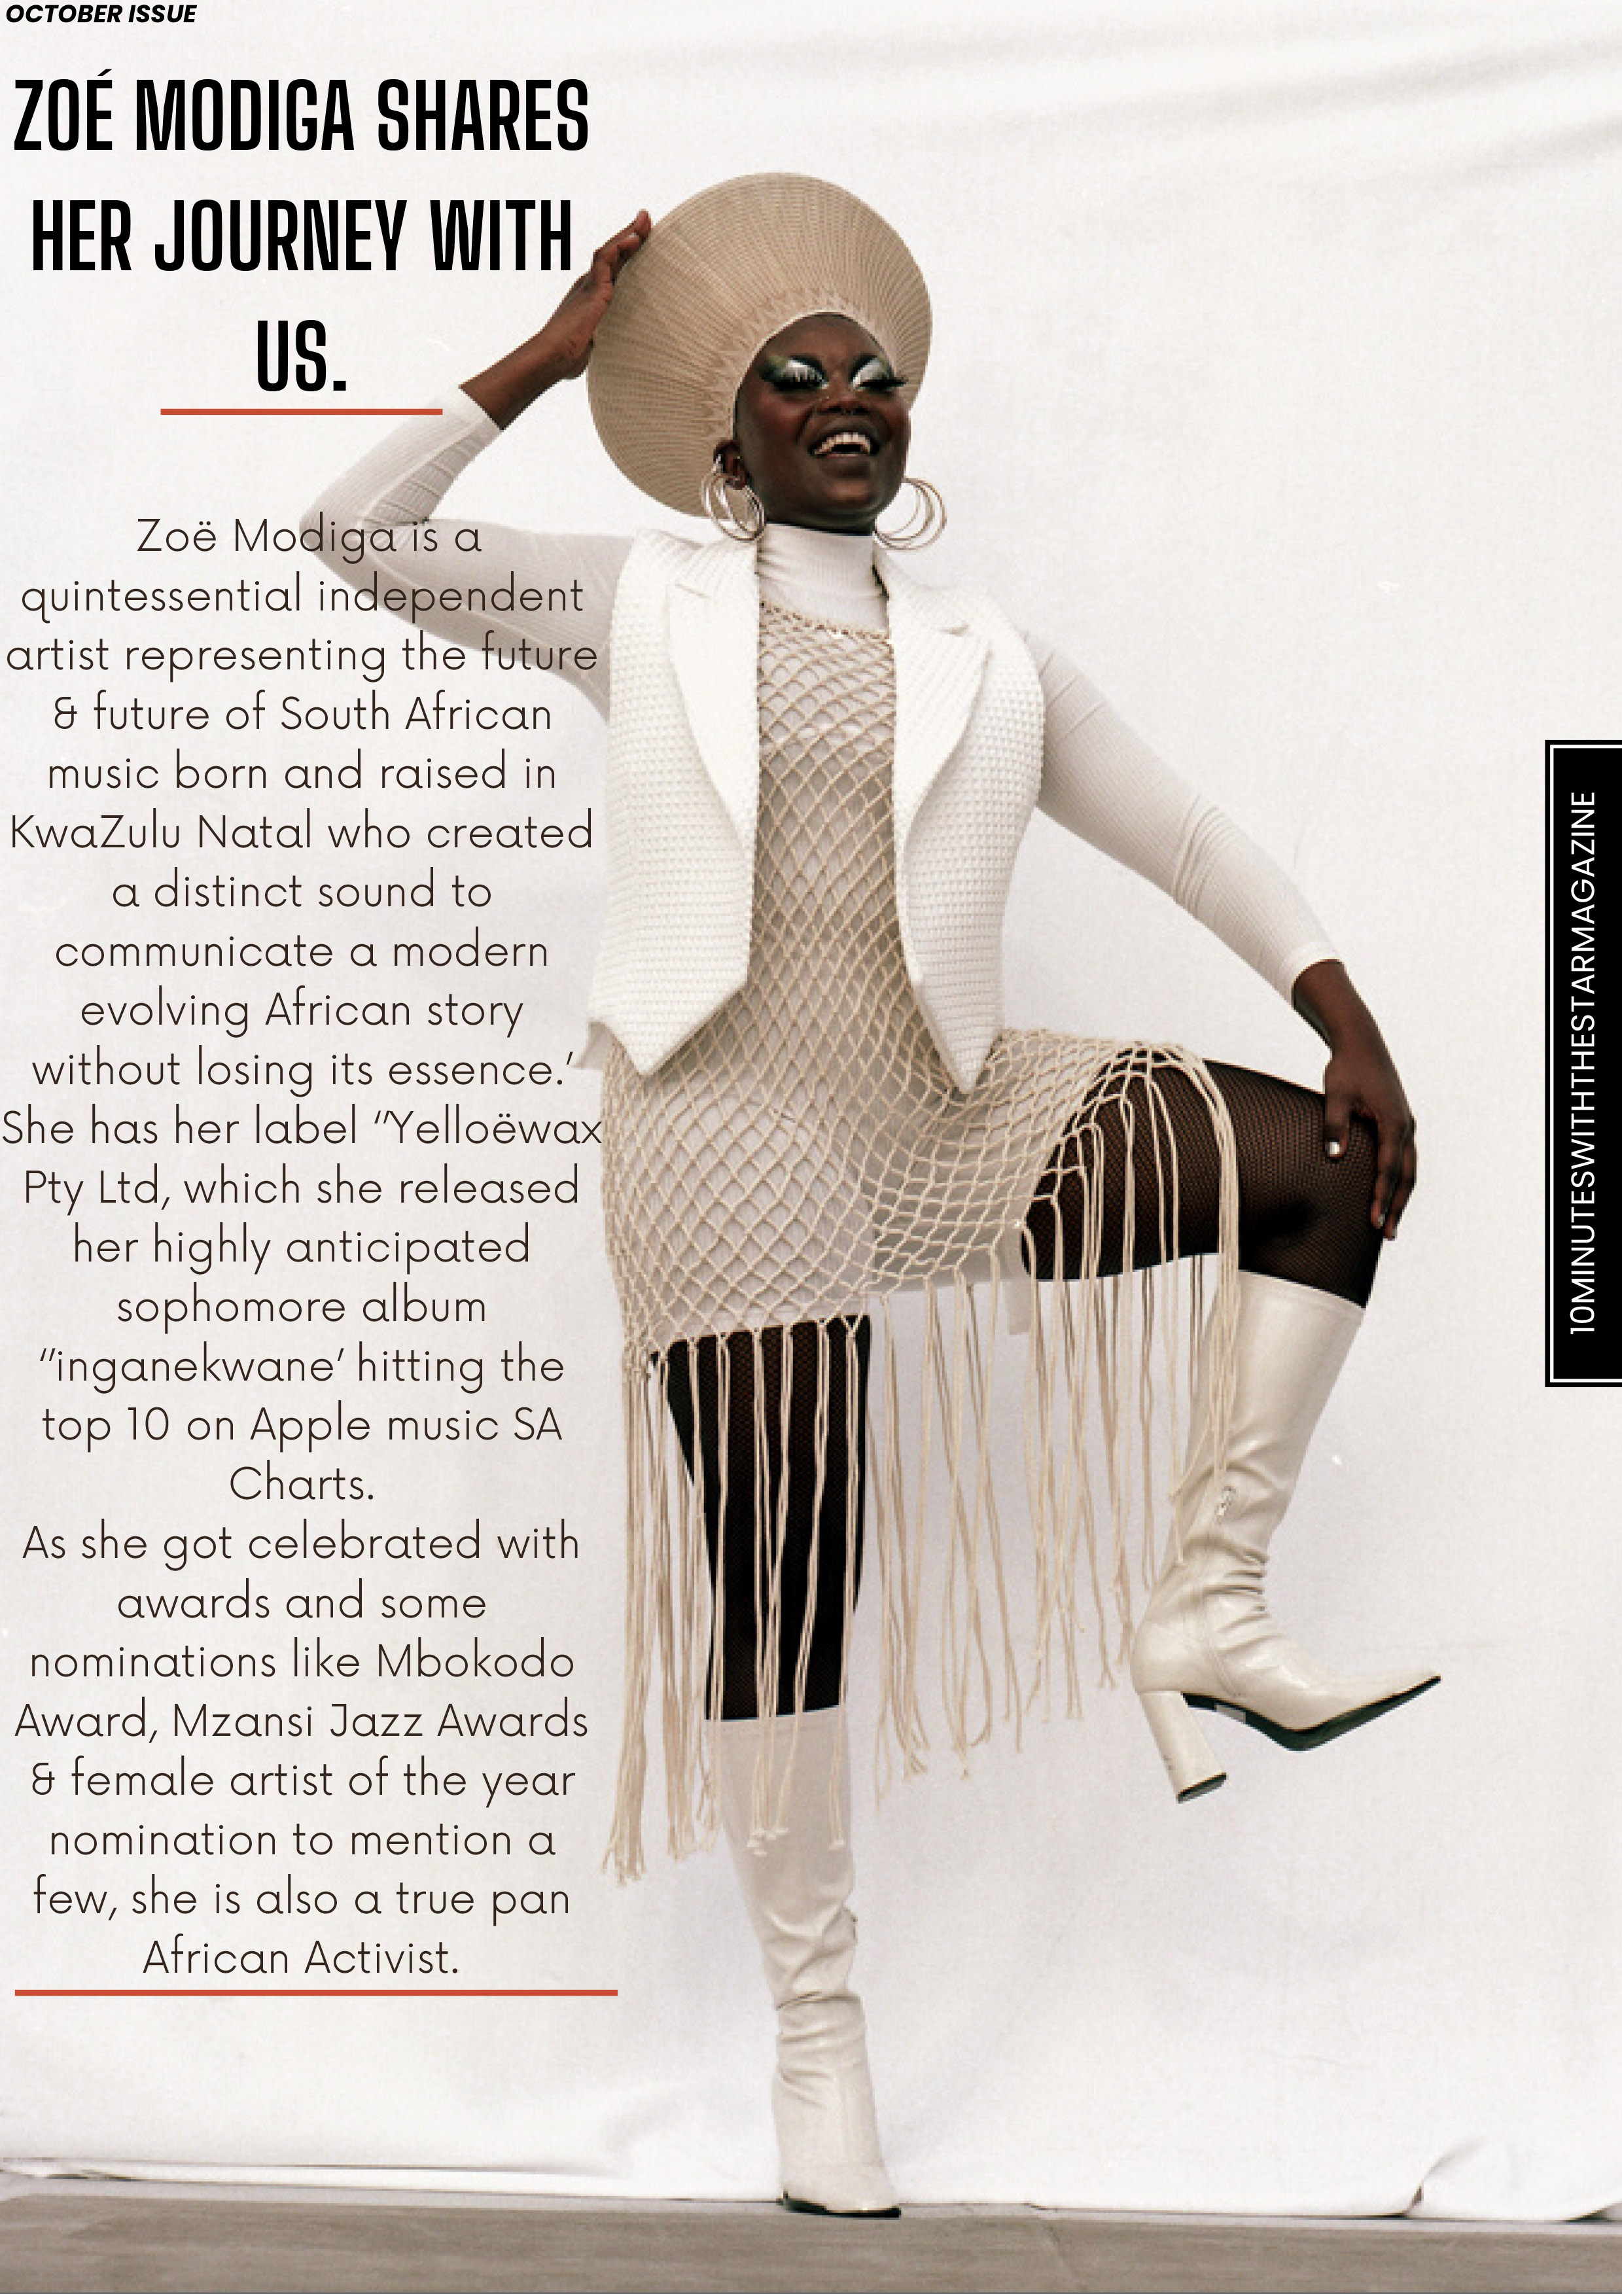 OCTOBER ISSUE
ZOÉ MODIGA SHARES
HER JOURNEY WITH
US.
Zoë Modiga is a
quintessential independent
artist representing the future
& future of South African
music born and raised in
KwaZulu Natal who created
a distinct sound to
communicate a modern
evolving African story
without losing its essence.'
She has her label "Yelloëwax
Pty Ltd, which she released
her highly anticipated
sophomore album
"inganekwane' hitting the
top 10 on Apple music SA
Charts.
As she got celebrated with
awards and some
nominations like Mbokodo
Award, Mzansi Jazz Awards
& female artist of the year
nomination to mention a
few, she is also a true pan
African Activist.
10MINUTESWITHTHESTARMAGAZINE